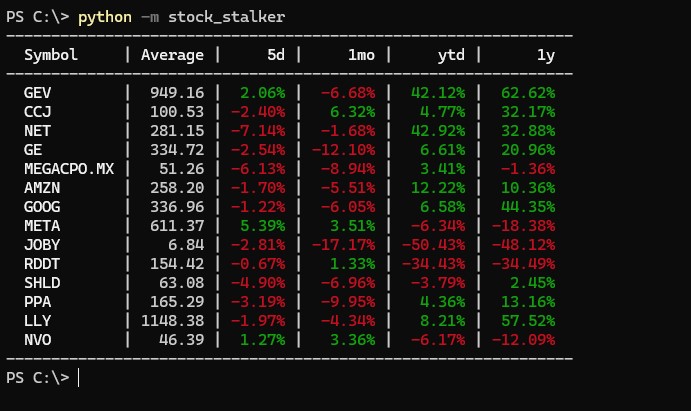 PS C:\> python -m stock_stalker
Symbol | Average | 5d | 1mo | ytd | 1y
GEV | 949.16 | 2.06% | -6.68% | 42.12% | 62.62%
CCJ | 100.53 | -2.40% | 6.32% | 4.77% | 32.17%
NET | 281.15 | -7.14% | -1.68% | 42.92% | 32.88%
GE | 334.72 | -2.54% | -12.10% | 6.61% | 20.96%
MEGACPO.MX | 51.26 | -6.13% | -8.94% | 3.41% | -1.36%
AMZN | 258.20 | -1.70% | -5.51% | 12.22% | 10.36%
GOOG | 336.96 | -1.22% | -6.05% | 6.58% | 44.35%
META | 611.37 | 5.39% | 3.51% | -6.34% | -18.38%
JOBY | 6.84 | -2.81% | -17.17% | -50.43% | -48.12%
RDDT | 154.42 | -0.67% | 1.33% | -34.43% | -34.49%
SHLD | 63.08 | -4.90% | -6.96% | -3.79% | 2.45%
PPA | 165.29 | -3.19% | -9.95% | 4.36% | 13.16%
LLY | 1148.38 | -1.97% | -4.34% | 8.21% | 57.52%
NVO | 46.39 | 1.27% | 3.36% | -6.17% | -12.09%
PS C:\>